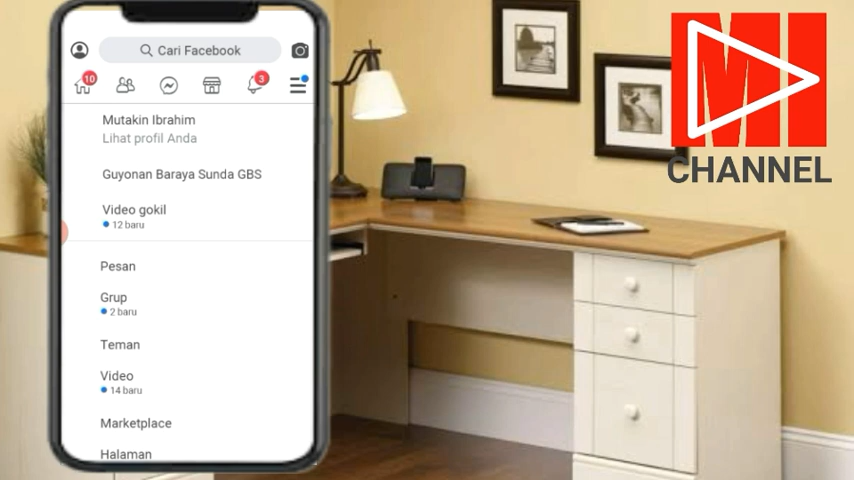 Cari Facebook
10
3
Mutakin Ibrahim
Lihat profil Anda
Guyonan Baraya Sunda GBS
Video gokil
12 baru
Pesan
Grup
2 baru
Teman
Video
14 baru
Marketplace
Halaman
MI
CHANNEL